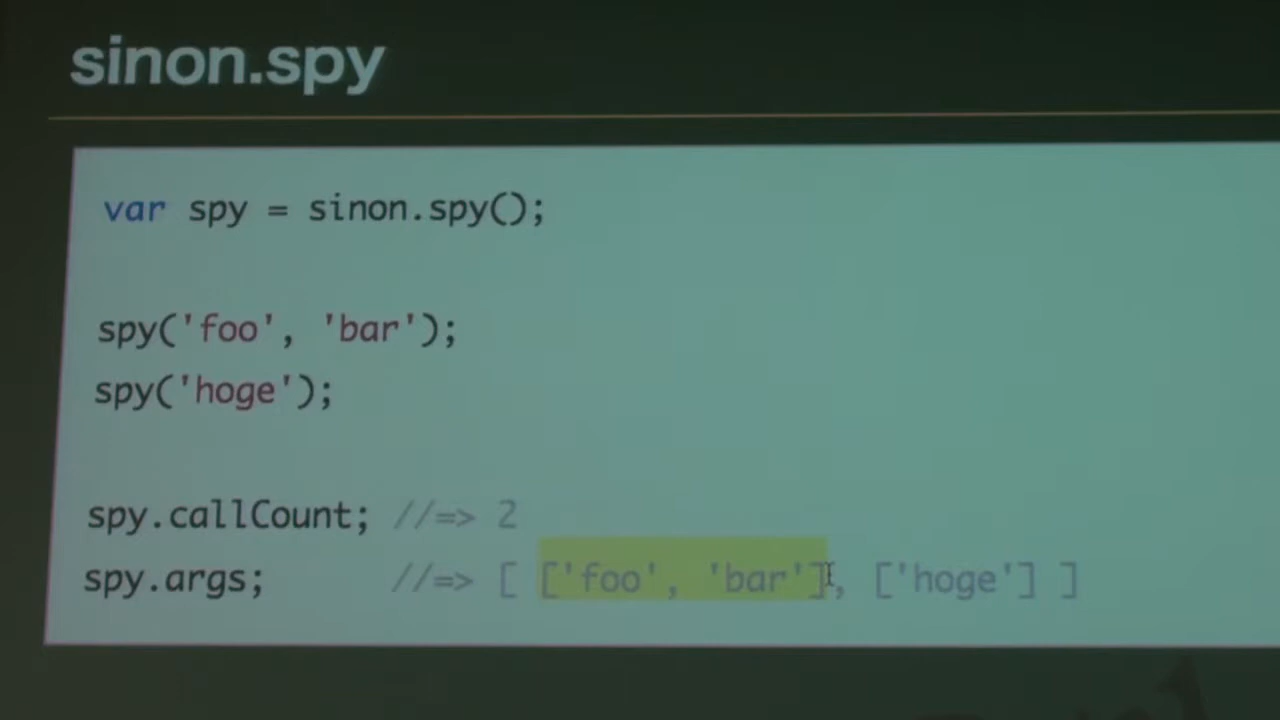 sinon.spy
var spy = sinon.spy();
spy('foo', 'bar');
spy('hoge');
spy.callCount; //=> 2
spy.args; //=> [ ['foo', 'bar'], ['hoge'] ]